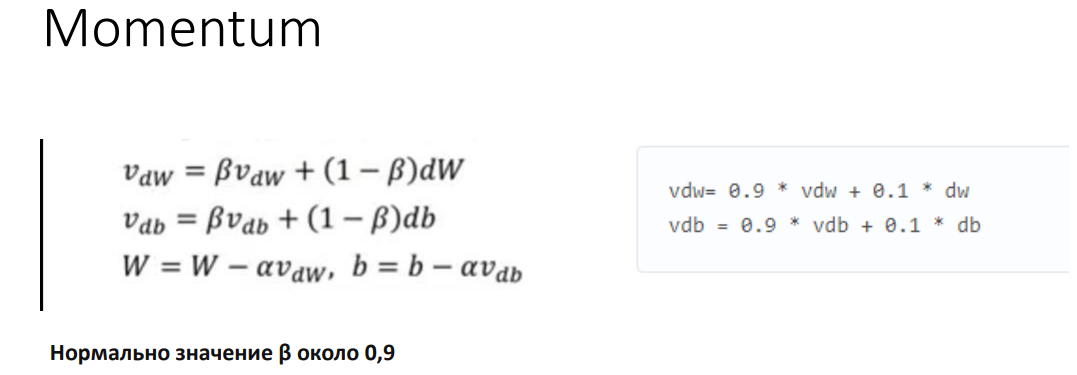 Momentum
v_dW = βv_dW + (1 − β)dW
v_db = βv_db + (1 − β)db
W = W − αv_dW, b = b − αv_db
vdw= 0.9 * vdw + 0.1 * dw
vdb = 0.9 * vdb + 0.1 * db
Нормально значение β около 0,9